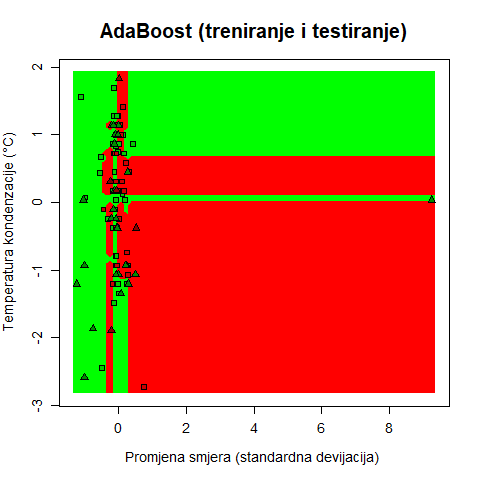 AdaBoost (treniranje i testiranje)
Temperatura kondenzacije (°C)
2
1
0
-1
-2
-3
0 2 4 6 8
Promjena smjera (standardna devijacija)